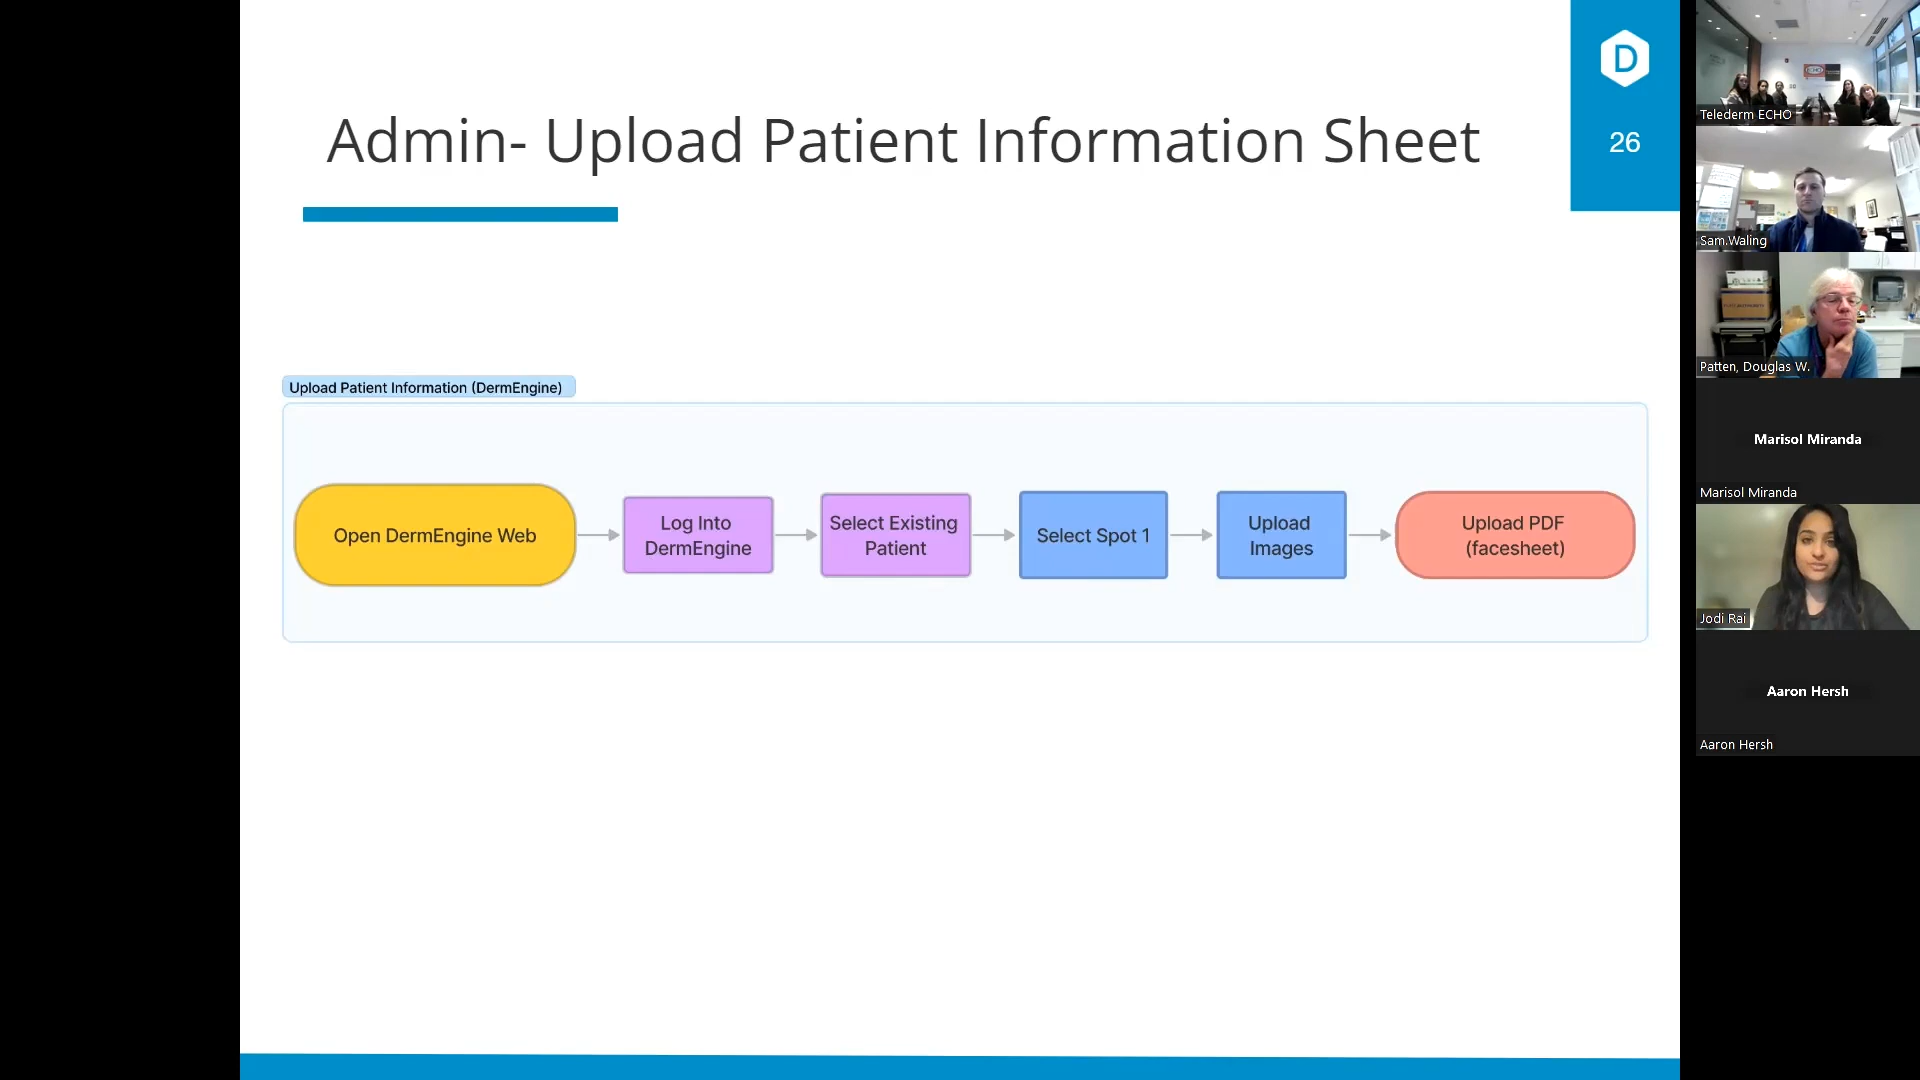 Admin- Upload Patient Information Sheet
D
26
Upload Patient Information (DermEngine)
Open DermEngine Web
Log Into
DermEngine
Select Existing
Patient
Select Spot 1
Upload
Images
Upload PDF
(facesheet)
Telederm ECHO
Sam.Waling
Patten, Douglas W.
Marisol Miranda
Marisol Miranda
Jodi Rai
Aaron Hersh
Aaron Hersh